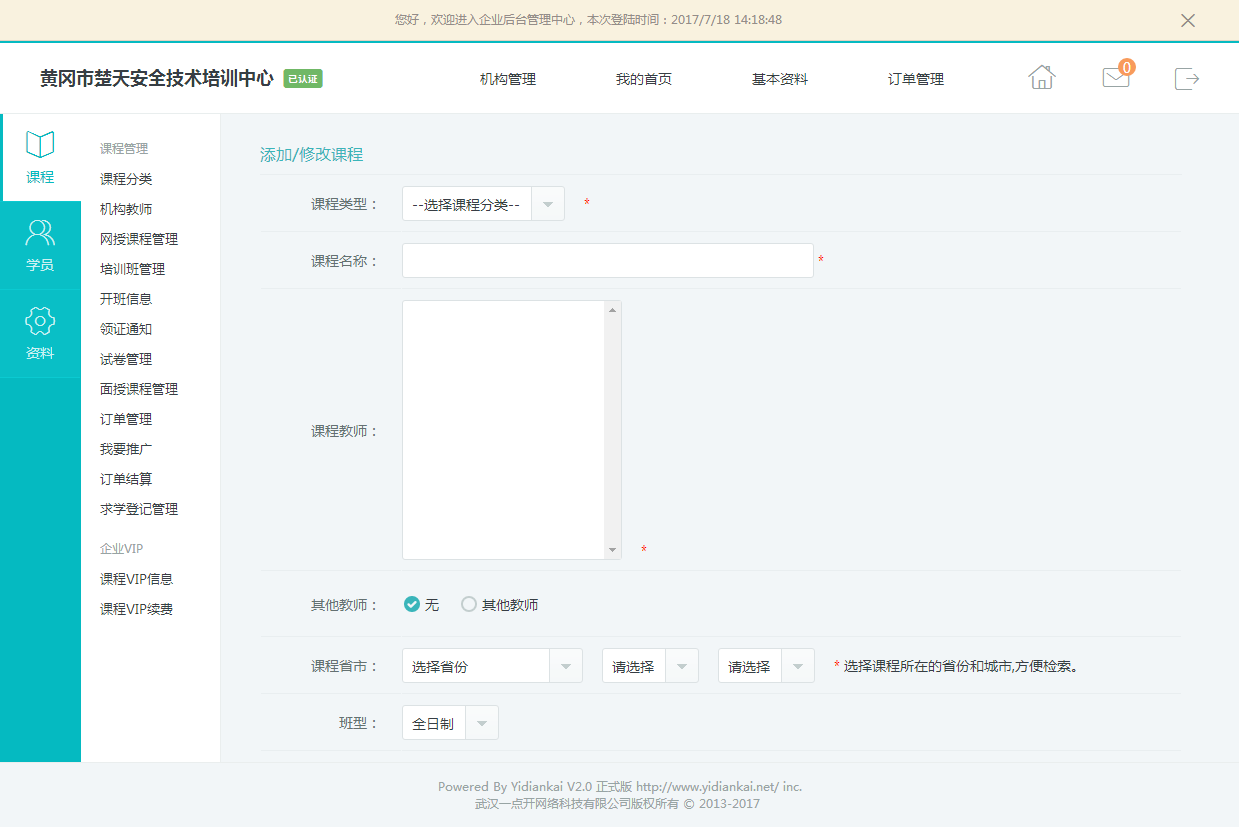 您好，欢迎进入企业后台管理中心，本次登陆时间：2017/7/18 14:18:48
黄冈市楚天安全技术培训中心 已认证 机构管理 我的首页 基本资料 订单管理 0
课程
学员
资料
课程管理
课程分类
机构教师
网授课程管理
培训班管理
开班信息
领证通知
试卷管理
面授课程管理
订单管理
我要推广
订单结算
求学登记管理
企业VIP
课程VIP信息
课程VIP续费
添加/修改课程
课程类型： --选择课程分类-- *
课程名称： *
课程教师： *
其他教师： 无 其他教师
课程省市： 选择省份 请选择 请选择 * 选择课程所在的省份和城市,方便检索。
班型： 全日制
Powered By Yidiankai V2.0 正式版 http://www.yidiankai.net/ inc.
武汉一点开网络科技有限公司版权所有 © 2013-2017